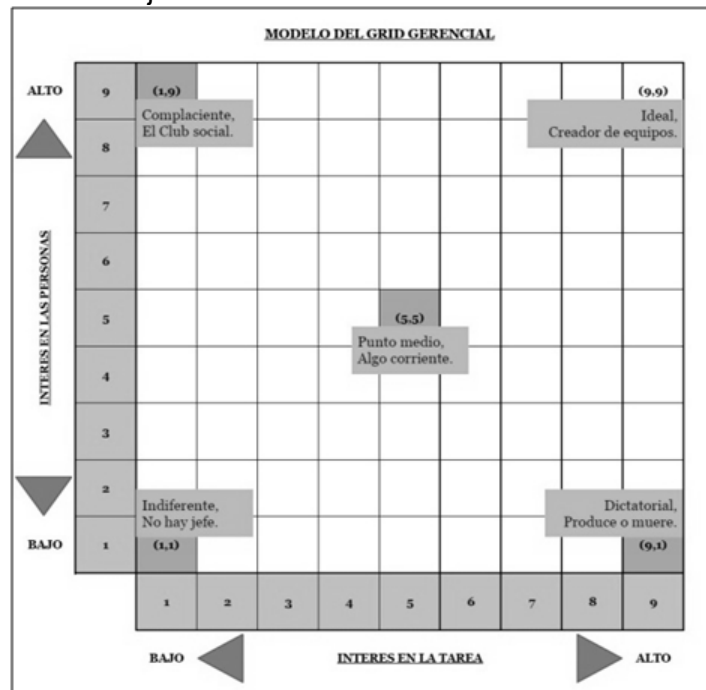 MODELO DEL GRID GERENCIAL
ALTO
9
(1,9)
(9,9)
Complaciente,
El Club social.
Ideal,
Creador de equipos.
8
7
INTERES EN LAS PERSONAS
6
5
(5,5)
Punto medio,
Algo corriente.
4
3
2
Indiferente,
No hay jefe.
Dictatorial,
Produce o muere.
BAJO
1
(1,1)
(9,1)
1 2 3 4 5 6 7 8 9
BAJO
INTERES EN LA TAREA
ALTO